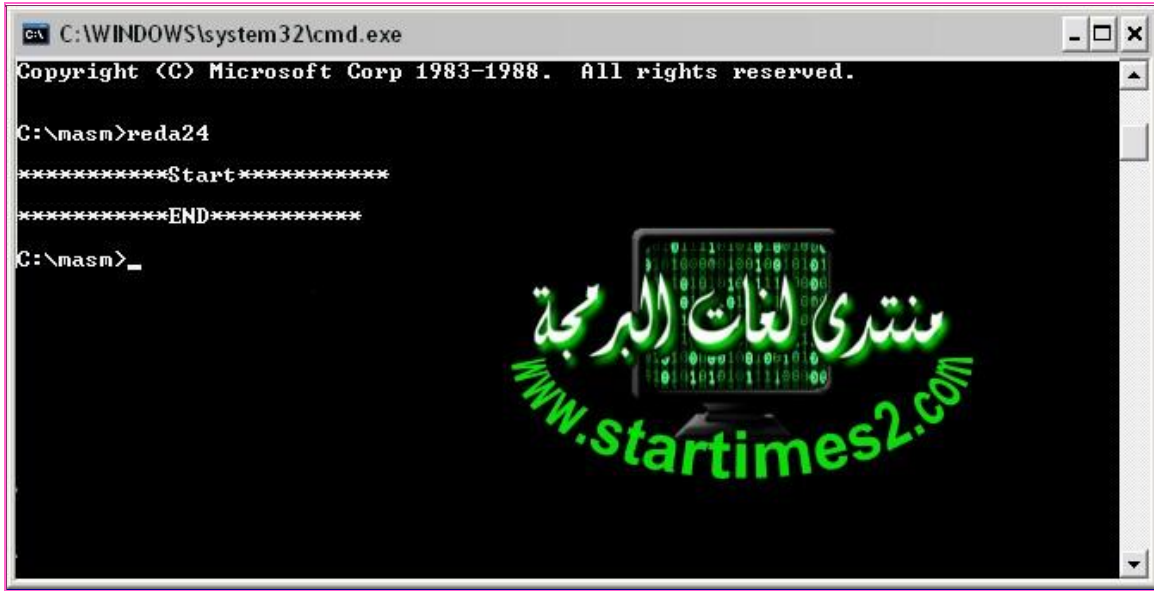 C:\WINDOWS\system32\cmd.exe
Copyright (C) Microsoft Corp 1983-1988.  All rights reserved.
C:\masm>reda24
***********Start***********
***********END***********
C:\masm>_
منتدى لغات البرمجة
www.startimes2.com